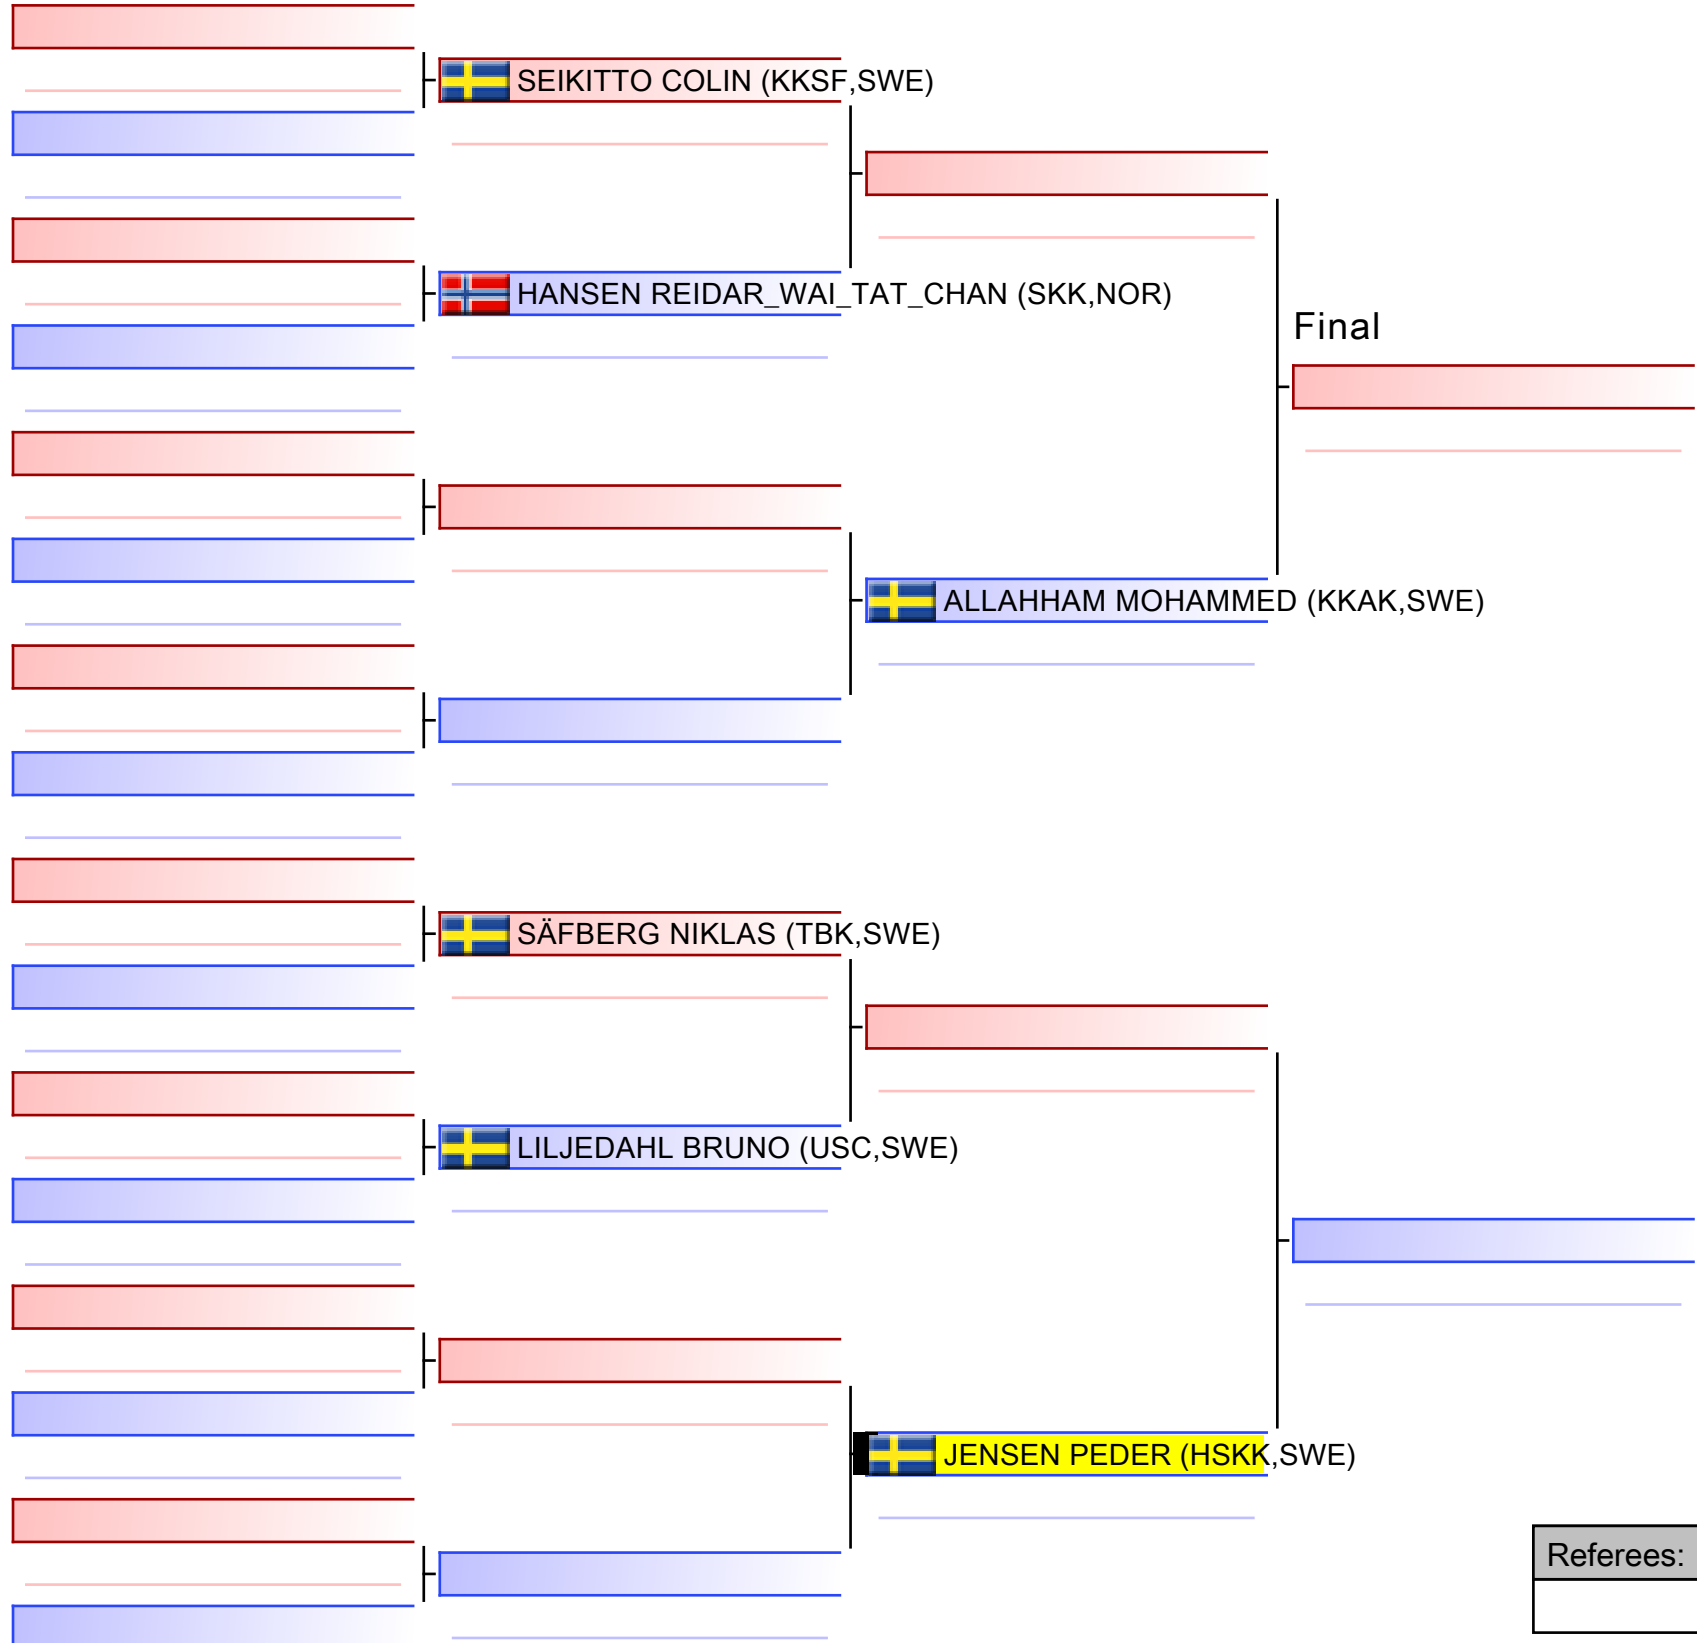 SEIKITTO COLIN (KKSF,SWE)
HANSEN REIDAR_WAI_TAT_CHAN (SKK,NOR)
Final
ALLAHHAM MOHAMMED (KKAK,SWE)
SÄFBERG NIKLAS (TBK,SWE)
LILJEDAHL BRUNO (USC,SWE)
JENSEN PEDER (HSKK,SWE)
Referees: